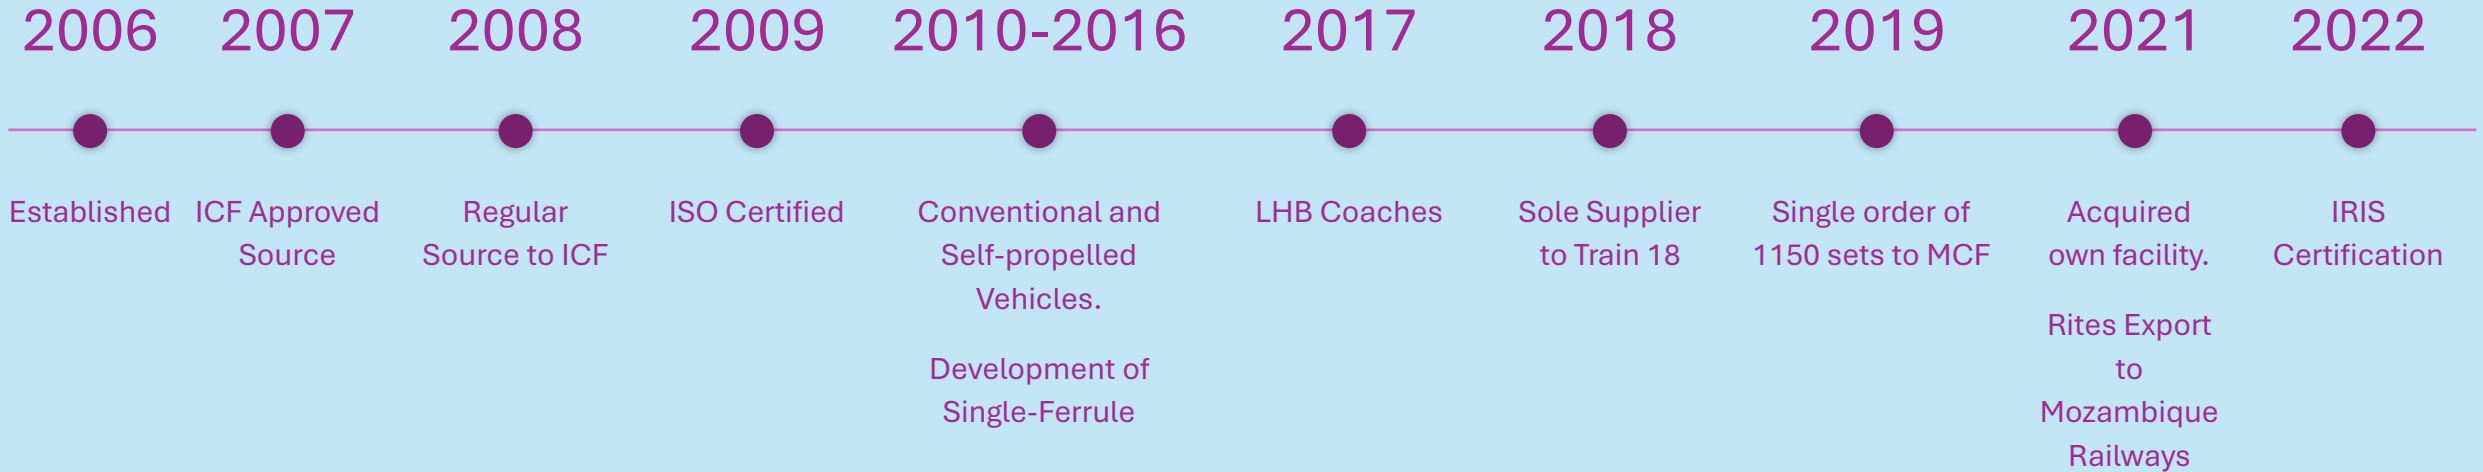 2006 2007 2008 2009 2010-2016 2017 2018 2019 2021 2022
Established
ICF Approved
Source
Regular
Source to ICF
ISO Certified
Conventional and
Self-propelled
Vehicles.
Development of
Single-Ferrule
LHB Coaches
Sole Supplier
to Train 18
Single order of
1150 sets to MCF
Acquired
own facility.
Rites Export
to
Mozambique
Railways
IRIS
Certification